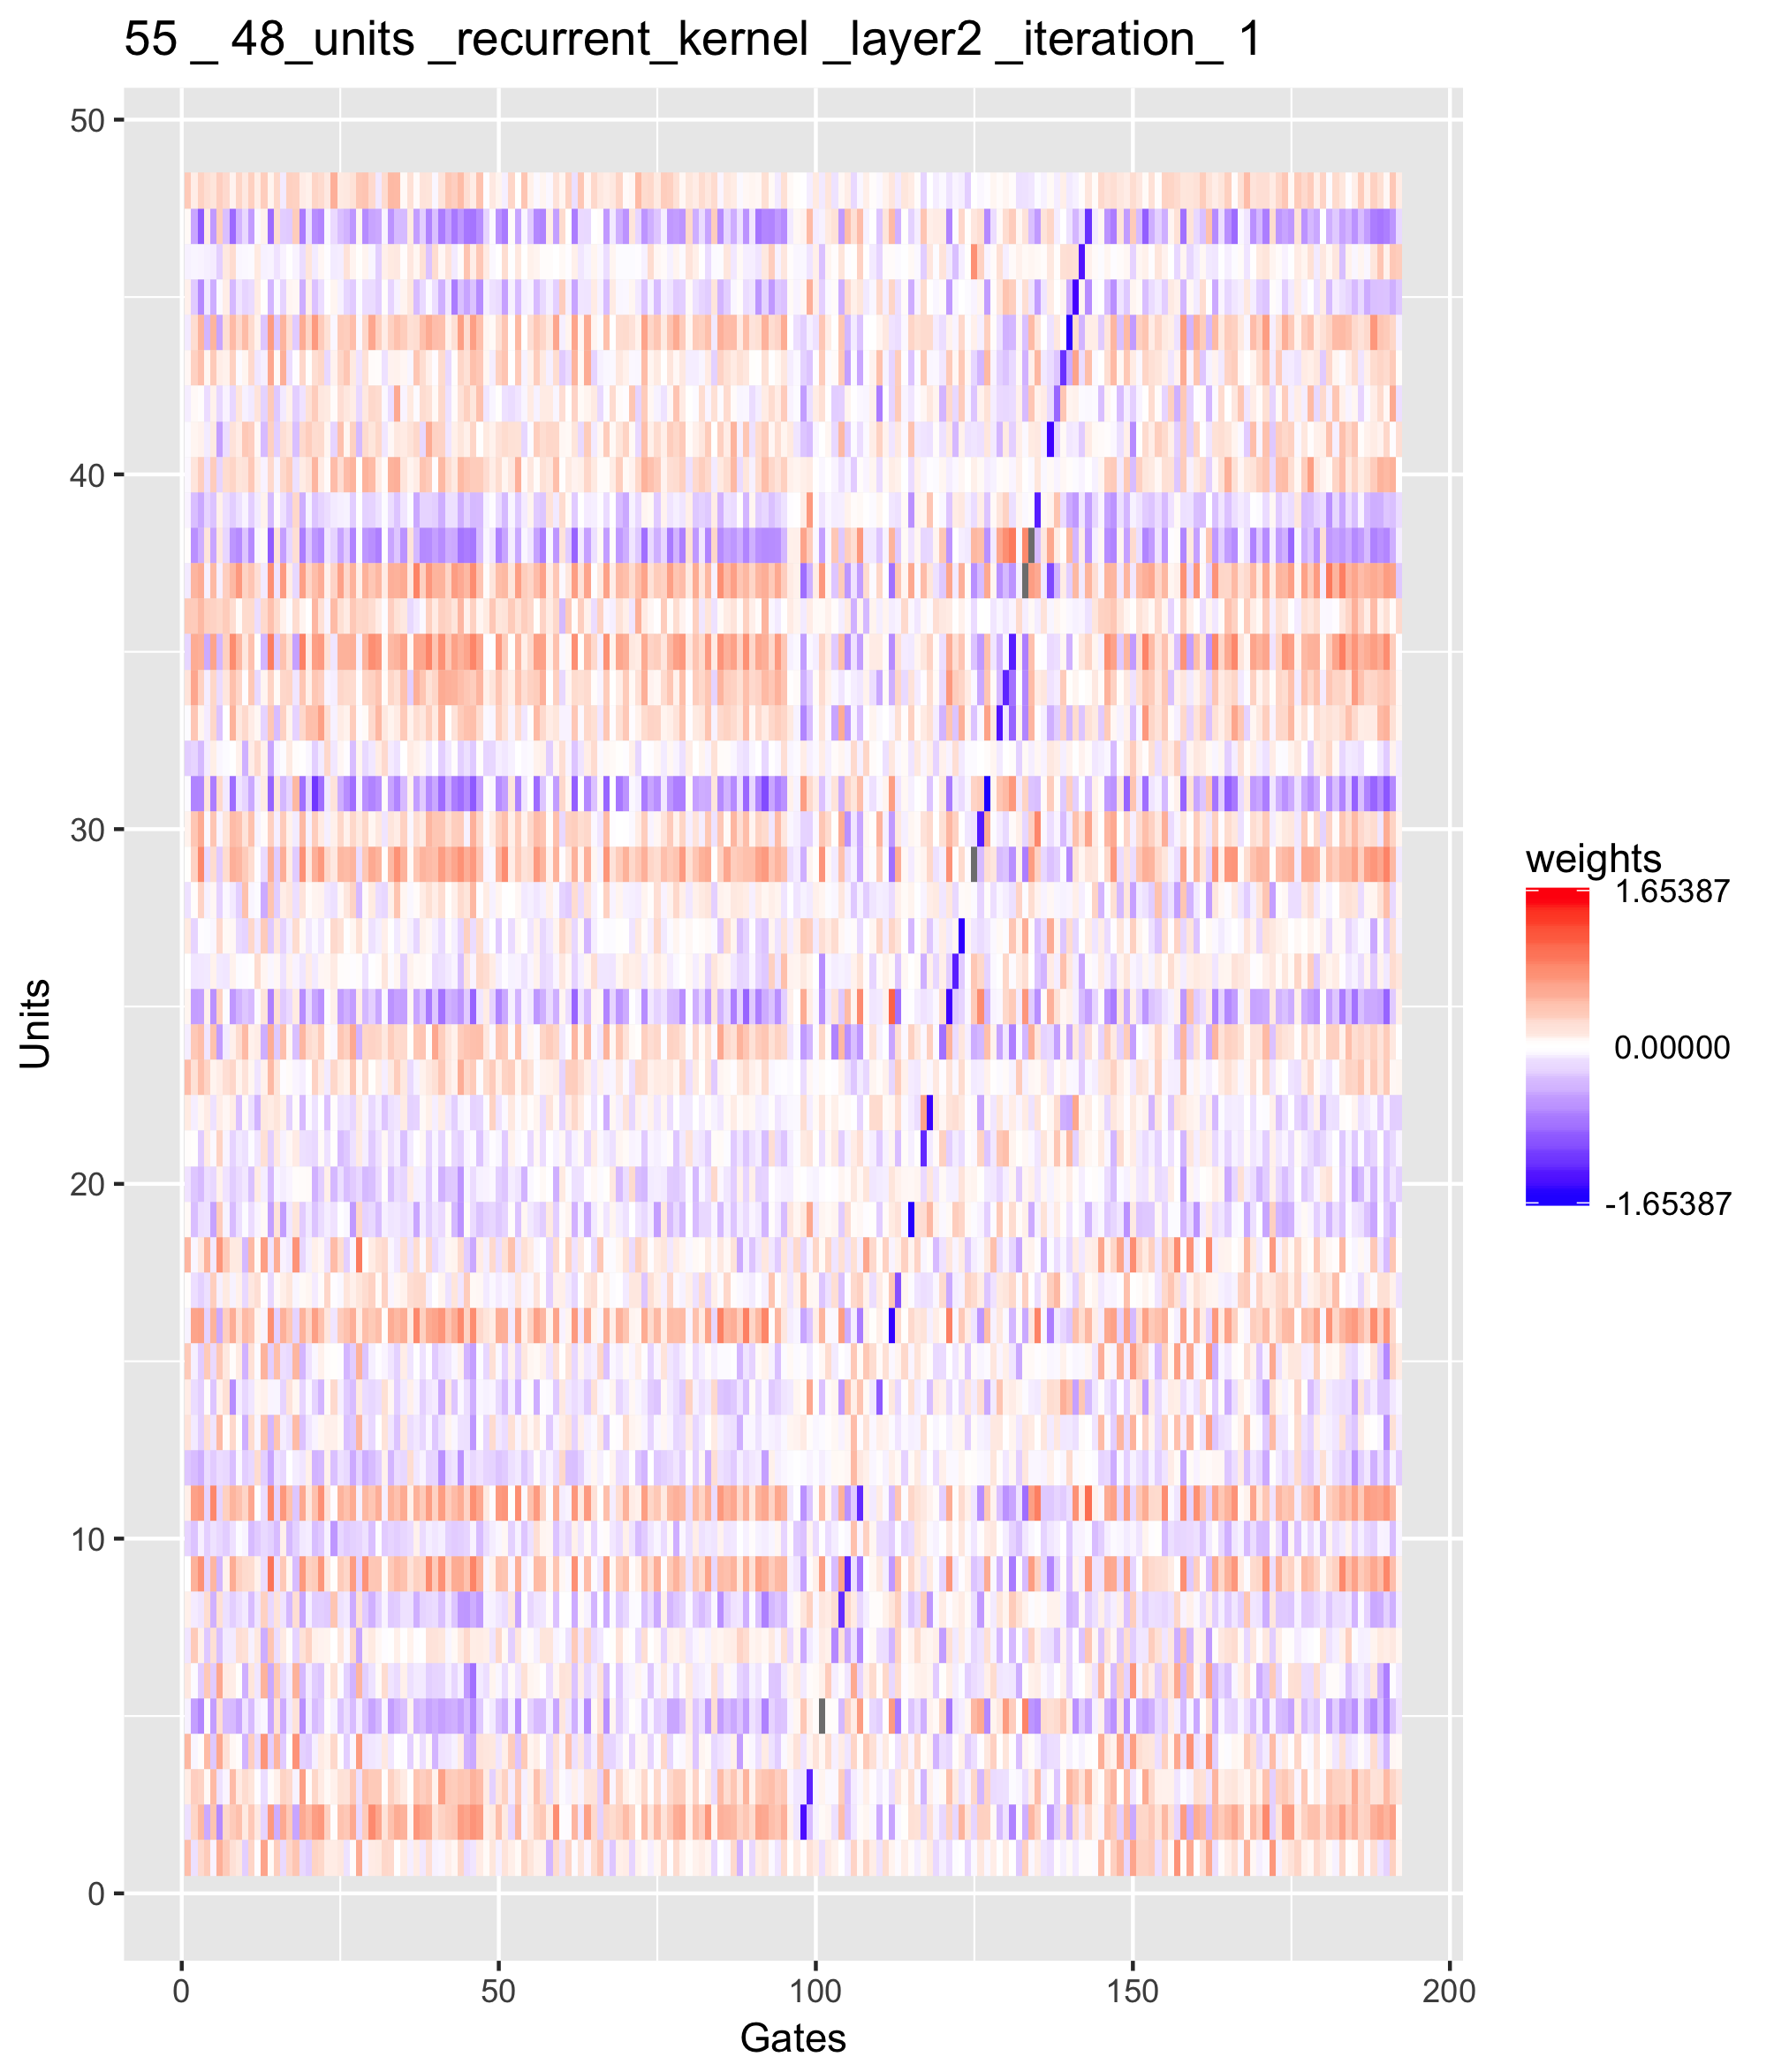 55 _ 48_units _recurrent_kernel _layer2 _iteration_ 1
50
40
30
20
10
0
Units
0 50 100 150 200
Gates
weights
1.65387
0.00000
-1.65387